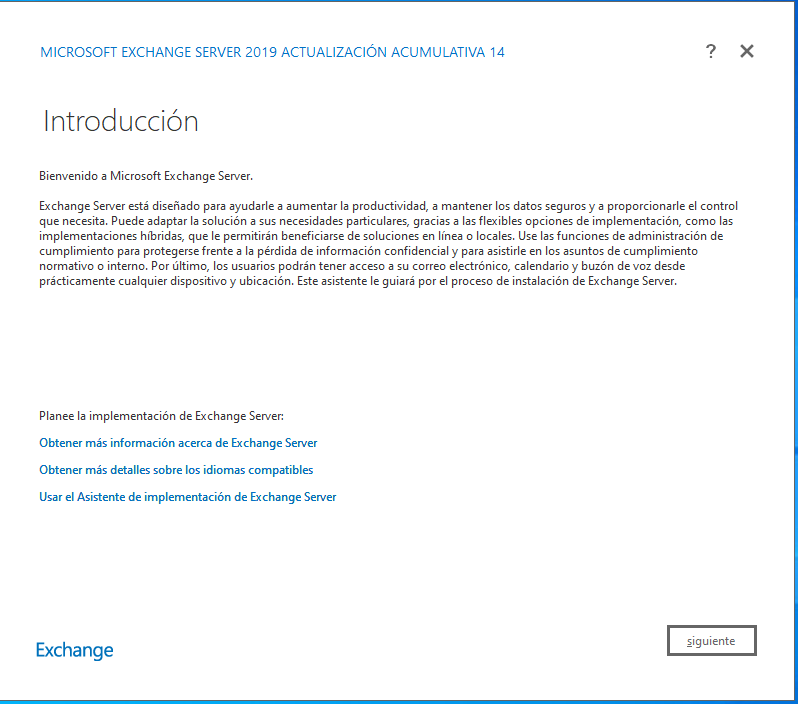 MICROSOFT EXCHANGE SERVER 2019 ACTUALIZACIÓN ACUMULATIVA 14
?
Introducción
Bienvenido a Microsoft Exchange Server.
Exchange Server está diseñado para ayudarle a aumentar la productividad, a mantener los datos seguros y a proporcionarle el control
que necesita. Puede adaptar la solución a sus necesidades particulares, gracias a las flexibles opciones de implementación, como las
implementaciones híbridas, que le permitirán beneficiarse de soluciones en línea o locales. Use las funciones de administración de
cumplimiento para protegerse frente a la pérdida de información confidencial y para asistirle en los asuntos de cumplimiento
normativo o interno. Por último, los usuarios podrán tener acceso a su correo electrónico, calendario y buzón de voz desde
prácticamente cualquier dispositivo y ubicación. Este asistente le guiará por el proceso de instalación de Exchange Server.
Planee la implementación de Exchange Server:
Obtener más información acerca de Exchange Server
Obtener más detalles sobre los idiomas compatibles
Usar el Asistente de implementación de Exchange Server
Exchange
siguiente